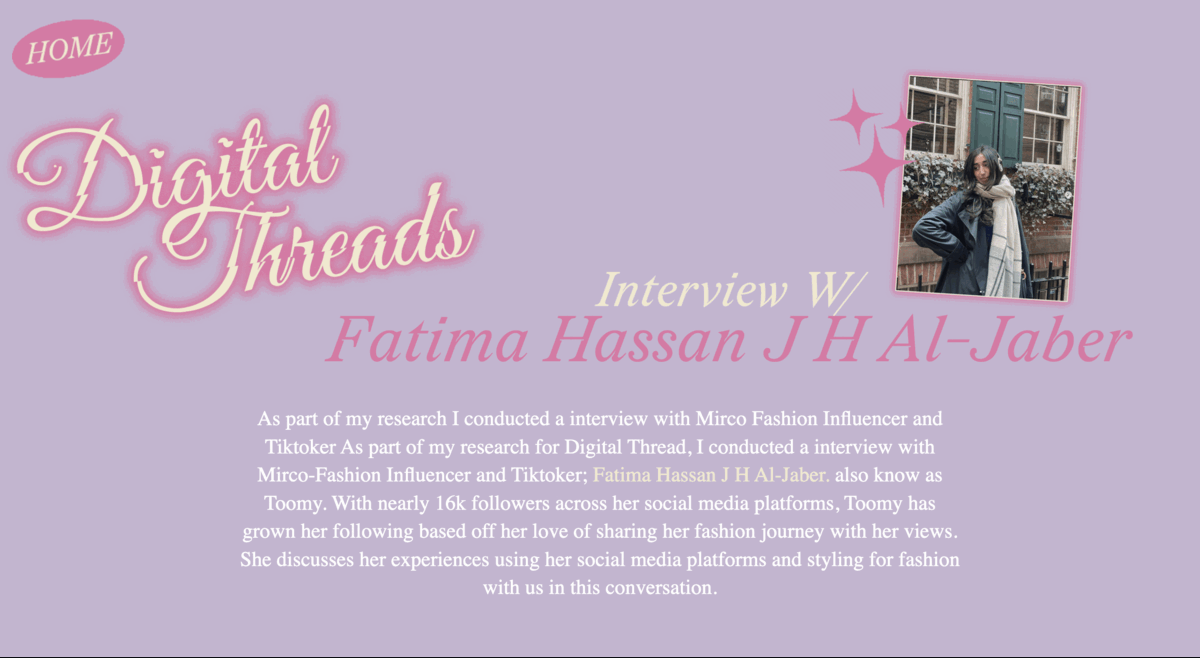 HOME
Digital
Threads
Interview W/
Fatima Hassan J H Al-Jaber
As part of my research I conducted a interview with Mirco Fashion Influencer and
Tiktoker As part of my research for Digital Thread, I conducted a interview with
Mirco-Fashion Influencer and Tiktoker; Fatima Hassan J H Al-Jaber. also know as
Toomy. With nearly 16k followers across her social media platforms, Toomy has
grown her following based off her love of sharing her fashion journey with her views.
She discusses her experiences using her social media platforms and styling for fashion
with us in this conversation.